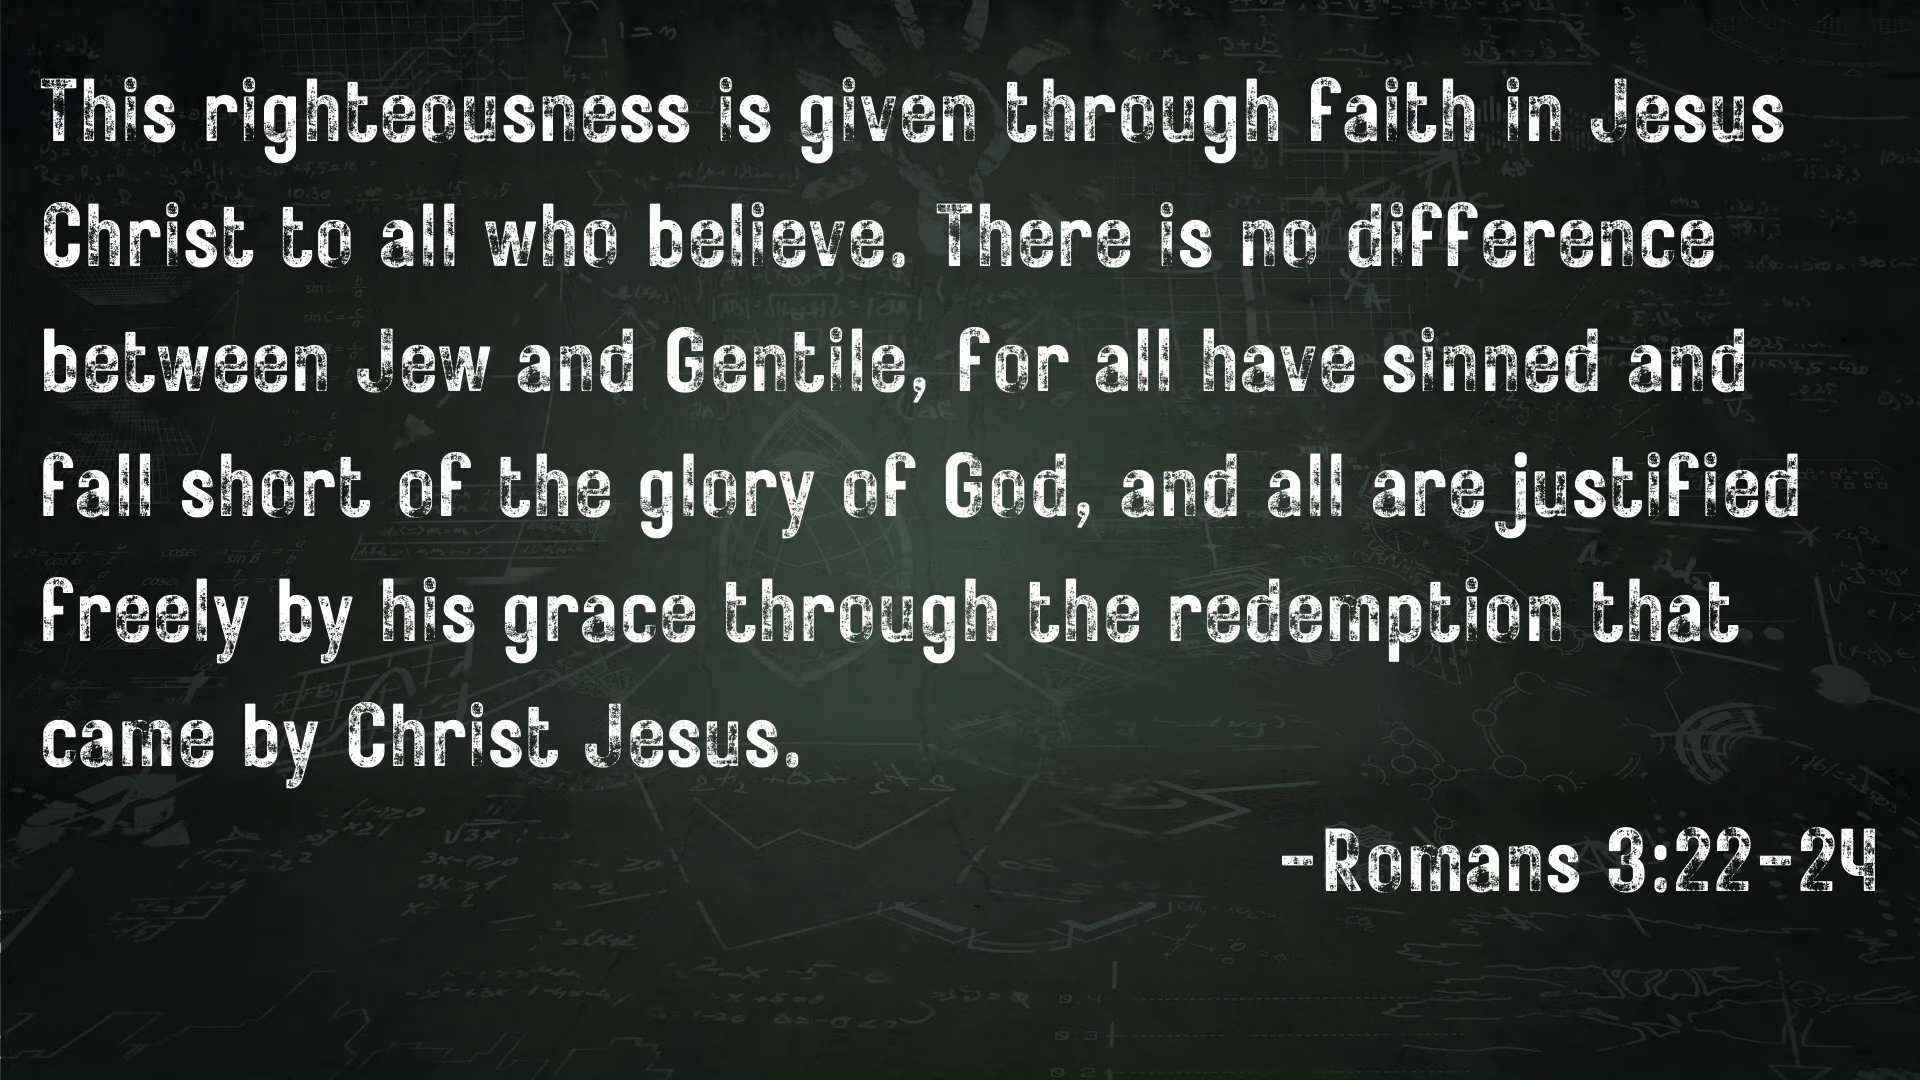 This righteousness is given through faith in Jesus
Christ to all who believe. There is no difference
between Jew and Gentile, for all have sinned and
fall short of the glory of God, and all are justified
freely by his grace through the redemption that
came by Christ Jesus.
-Romans 3:22-24